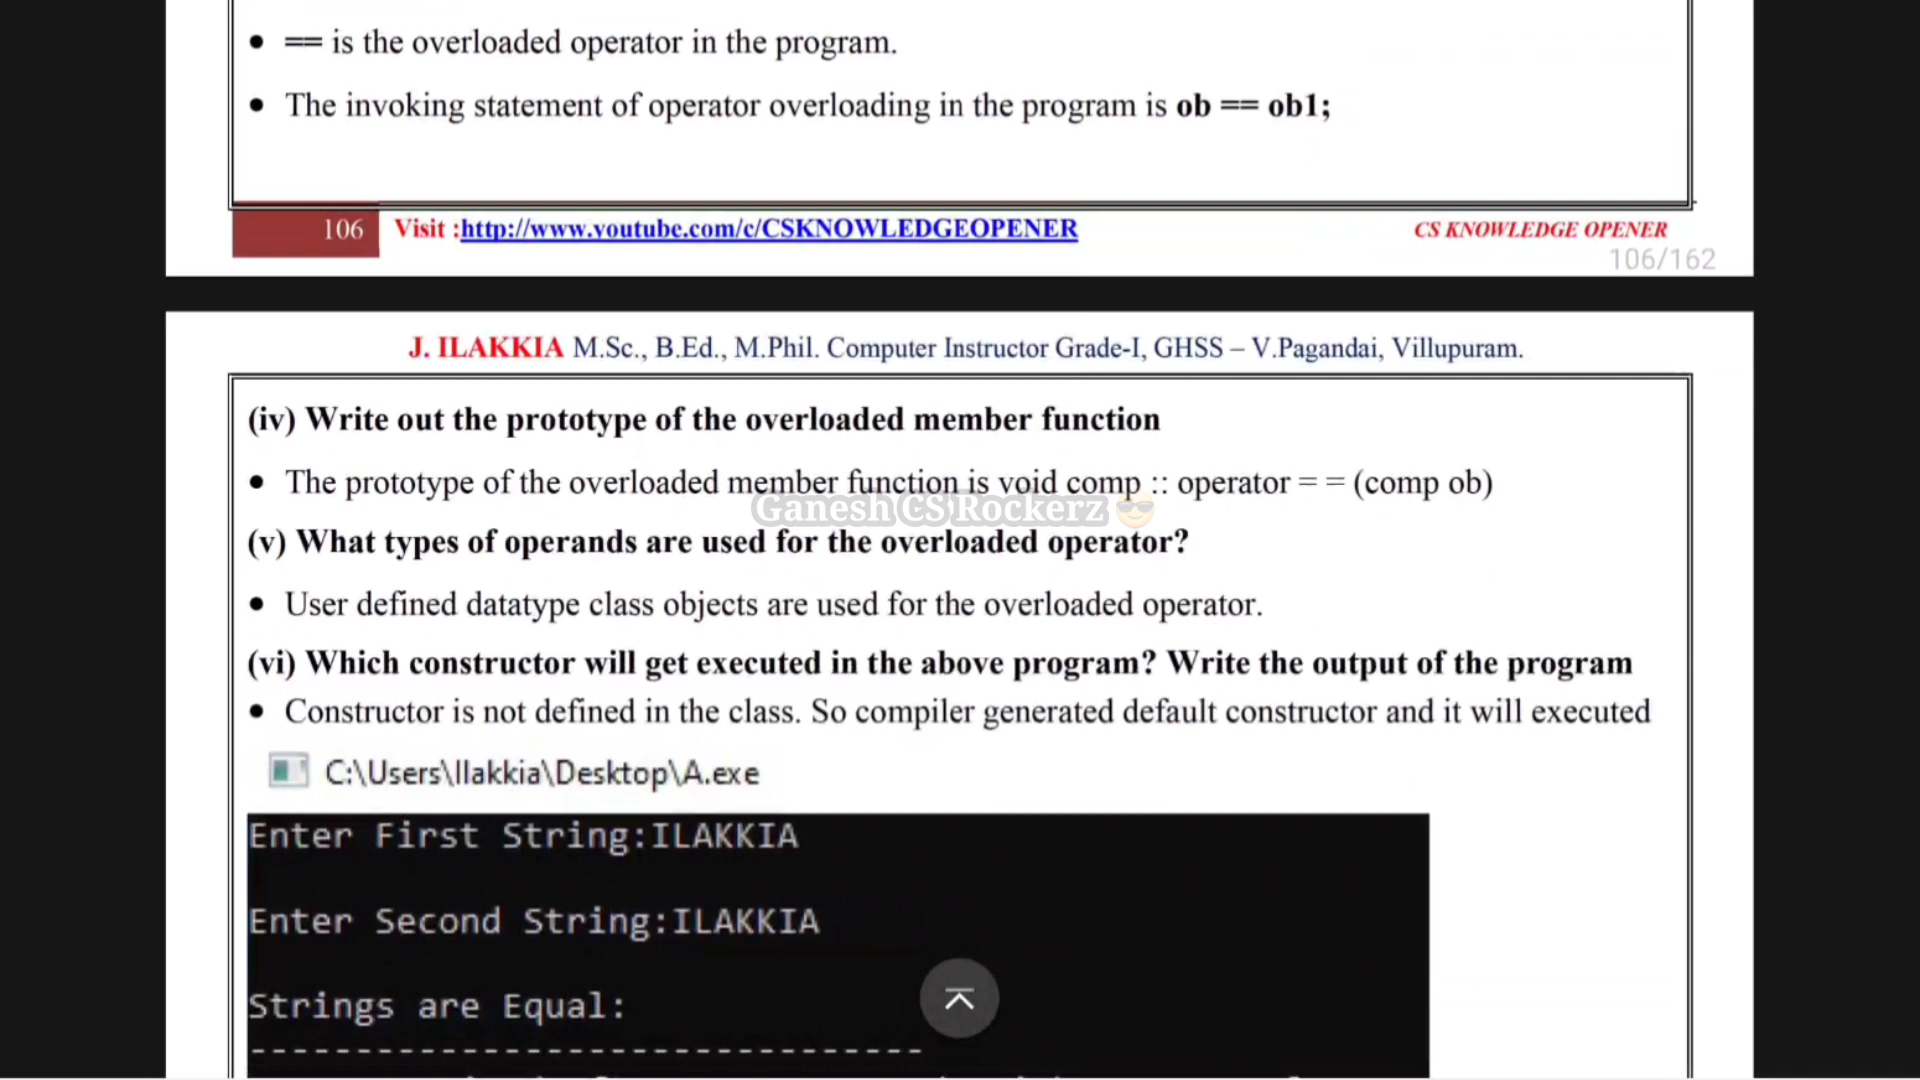 == is the overloaded operator in the program.
The invoking statement of operator overloading in the program is ob == ob1;
106 Visit :http://www.youtube.com/c/CSKNOWLEDGEOPENER CS KNOWLEDGE OPENER
106/162
J. ILAKKIA M.Sc., B.Ed., M.Phil. Computer Instructor Grade-I, GHSS – V.Pagandai, Villupuram.
(iv) Write out the prototype of the overloaded member function
The prototype of the overloaded member function is void comp :: operator = = (comp ob)
Ganesh CS Rockerz 😎
(v) What types of operands are used for the overloaded operator?
User defined datatype class objects are used for the overloaded operator.
(vi) Which constructor will get executed in the above program? Write the output of the program
Constructor is not defined in the class. So compiler generated default constructor and it will executed
C:\Users\Ilakkia\Desktop\A.exe
Enter First String:ILAKKIA
Enter Second String:ILAKKIA
Strings are Equal:
--------------------------------